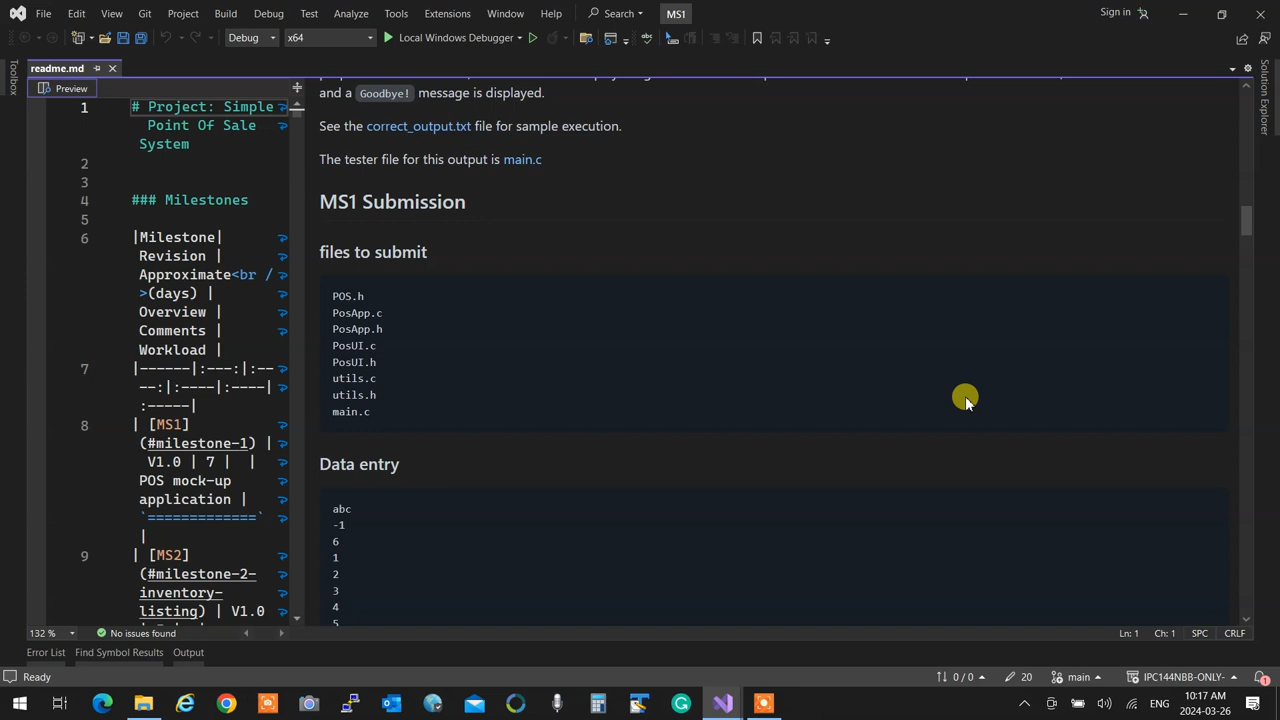 File Edit View Git Project Build Debug Test Analyze Tools Extensions Window Help Search MS1 Sign in
Debug x64 Local Windows Debugger
readme.md
Toolbox
Solution Explorer
Preview
1 # Project: Simple
Point Of Sale
System
2
3
4 ### Milestones
5
6 |Milestone|
Revision |
Approximate<br /
>(days) |
Overview |
Comments |
Workload |
7 |------|:---:|:--
--:|:----|:----|
:-----|
8 | [MS1]
(#milestone-1) |
V1.0 | 7 | |
POS mock-up
application |
`=============`
|
9 | [MS2]
(#milestone-2-
inventory-
listing) | V1.0
and a Goodbye! message is displayed.
See the correct_output.txt file for sample execution.
The tester file for this output is main.c
MS1 Submission
files to submit
POS.h
PosApp.c
PosApp.h
PosUI.c
PosUI.h
utils.c
utils.h
main.c
Data entry
abc
-1
6
1
2
3
4
5
132 % No issues found Ln: 1 Ch: 1 SPC CRLF
Error List Find Symbol Results Output
Ready 0 / 0 20 main IPC144NBB-ONLY- 1
ENG 10:17 AM
2024-03-26